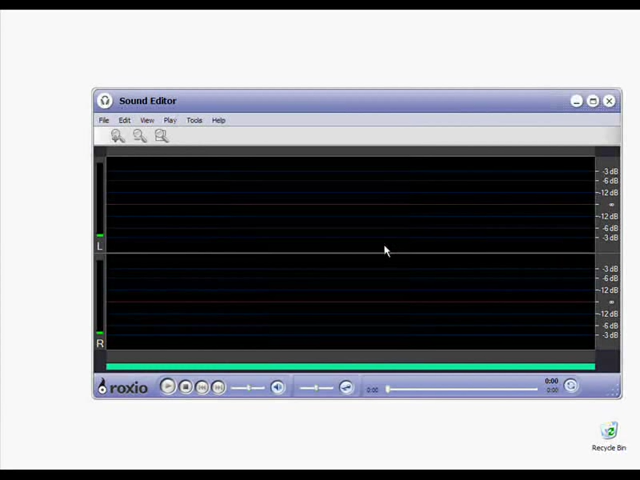 Sound Editor
File Edit View Play Tools Help
-3 dB
-6 dB
-12 dB
∞
-12 dB
-6 dB
-3 dB
L
-3 dB
-6 dB
-12 dB
∞
-12 dB
-6 dB
-3 dB
R
roxio
0:00
0:00
0:00
Recycle Bin